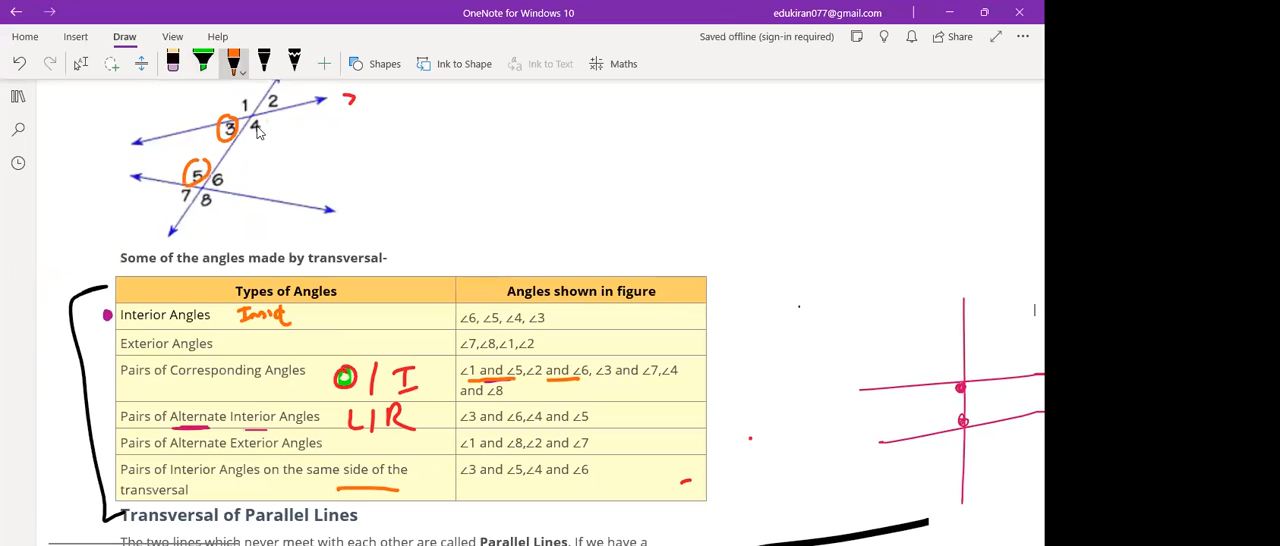 OneNote for Windows 10
edukiran077@gmail.com
Home Insert Draw View Help
Saved offline (sign-in required) Share
Shapes Ink to Shape Ink to Text Maths
1 2
3 4
5 6
7 8
Some of the angles made by transversal-
Types of Angles Angles shown in figure
Interior Angles ∠6, ∠5, ∠4, ∠3
Exterior Angles ∠7,∠8,∠1,∠2
Pairs of Corresponding Angles O / I ∠1 and ∠5,∠2 and ∠6, ∠3 and ∠7,∠4
and ∠8
Pairs of Alternate Interior Angles L/R ∠3 and ∠6,∠4 and ∠5
Pairs of Alternate Exterior Angles ∠1 and ∠8,∠2 and ∠7
Pairs of Interior Angles on the same side of the ∠3 and ∠5,∠4 and ∠6
transversal
Transversal of Parallel Lines
The two lines which never meet with each other are called Parallel Lines. If we have a